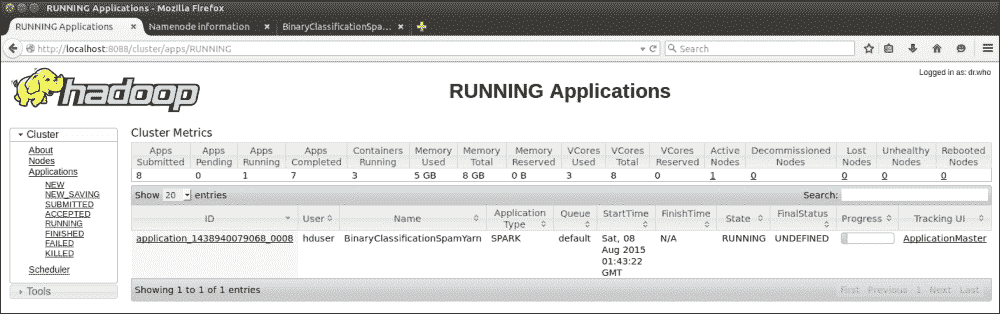 RUNNING Applications - Mozilla Firefox
RUNNING Applications
Namenode information
BinaryClassificationSpa...
http://localhost:8088/cluster/apps/RUNNING
Search
Logged in as: dr.who
hadoop
RUNNING Applications
Cluster
About
Nodes
Applications
NEW
NEW_SAVING
SUBMITTED
ACCEPTED
RUNNING
FINISHED
FAILED
KILLED
Scheduler
Tools
Cluster Metrics
Apps Submitted Apps Pending Apps Running Apps Completed Containers Running Memory Used Memory Total Memory Reserved VCores Used VCores Total VCores Reserved Active Nodes Decommissioned Nodes Lost Nodes Unhealthy Nodes Rebooted Nodes
8 0 1 7 3 5 GB 8 GB 0 B 3 8 0 1 0 0 0 0
Show 20 entries Search:
ID User Name Application Type Queue StartTime FinishTime State FinalStatus Progress Tracking UI
application_1438940079068_0008 hduser BinaryClassificationSpamYarn SPARK default Sat, 08 Aug 2015 01:43:22 GMT N/A RUNNING UNDEFINED ApplicationMaster
Showing 1 to 1 of 1 entries First Previous 1 Next Last